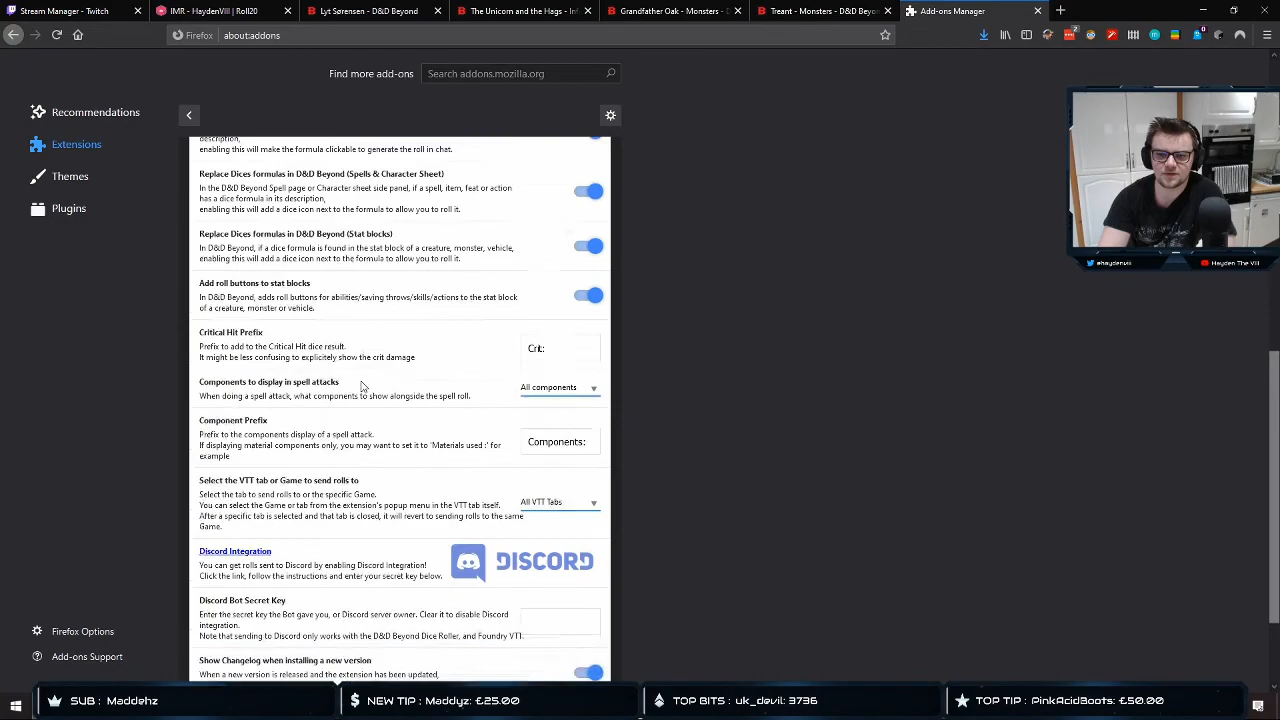 Stream Manager - Twitch
IMR - HaydenVill | Roll20
Lyt Sørensen - D&D Beyond
The Unicorn and the Hags - Inf
Grandfather Oak - Monsters - D
Treant - Monsters - D&D Beyon
Add-ons Manager
Firefox
about:addons
Find more add-ons
Search addons.mozilla.org
Recommendations
Extensions
Themes
Plugins
description,
enabling this will make the formula clickable to generate the roll in chat.
Replace Dices formulas in D&D Beyond (Spells & Character Sheet)
In the D&D Beyond Spell page or Character sheet side panel, if a spell, item, feat or action
has a dice formula in its description,
enabling this will add a dice icon next to the formula to allow you to roll it.
Replace Dices formulas in D&D Beyond (Stat blocks)
In D&D Beyond, if a dice formula is found in the stat block of a creature, monster, vehicle,
enabling this will add a dice icon next to the formula to allow you to roll it.
Add roll buttons to stat blocks
In D&D Beyond, adds roll buttons for abilities/saving throws/skills/actions to the stat block
of a creature, monster or vehicle.
Critical Hit Prefix
Prefix to add to the Critical Hit dice result.
It might be less confusing to explicitely show the crit damage
Crit:
Components to display in spell attacks
When doing a spell attack, what components to show alongside the spell roll.
All components
Component Prefix
Prefix to the components display of a spell attack.
If displaying material components only, you may want to set it to 'Materials used :' for
example
Components:
Select the VTT tab or Game to send rolls to
Select the tab to send rolls to or the specific Game.
You can select the Game or tab from the extension's popup menu in the VTT tab itself.
After a specific tab is selected and that tab is closed, it will revert to sending rolls to the same
Game.
All VTT Tabs
Discord Integration
You can get rolls sent to Discord by enabling Discord Integration!
Click the link, follow the instructions and enter your secret key below.
DISCORD
Discord Bot Secret Key
Enter the secret key the Bot gave you, or Discord server owner. Clear it to disable Discord
integration.
Note that sending to Discord only works with the D&D Beyond Dice Roller, and Foundry VTT.
Show Changelog when installing a new version
When a new version is released and the extension has been updated,
Firefox Options
Add-ons Support
@haydenviii
Hayden The VIII
SUB : Maddøhz
NEW TIP : Maddyz: £25.00
TOP BITS : uk_devil: 3736
TOP TIP : PinkAcidBoots: £50.00